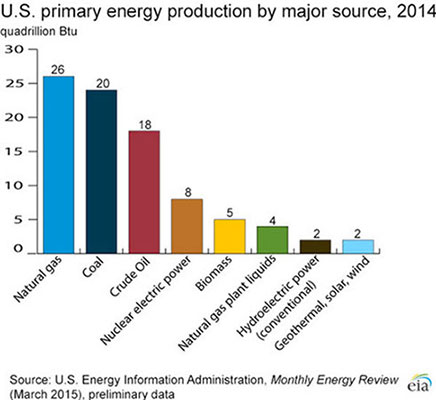 U.S. primary energy production by major source, 2014
quadrillion Btu
30
25
20
15
10
5
0
26
20
18
8
5
4
2
2
Natural gas
Coal
Crude Oil
Nuclear electric power
Biomass
Natural gas plant liquids
Hydroelectric power
(conventional)
Geothermal, solar, wind
Source: U.S. Energy Information Administration, Monthly Energy Review
(March 2015), preliminary data
eia